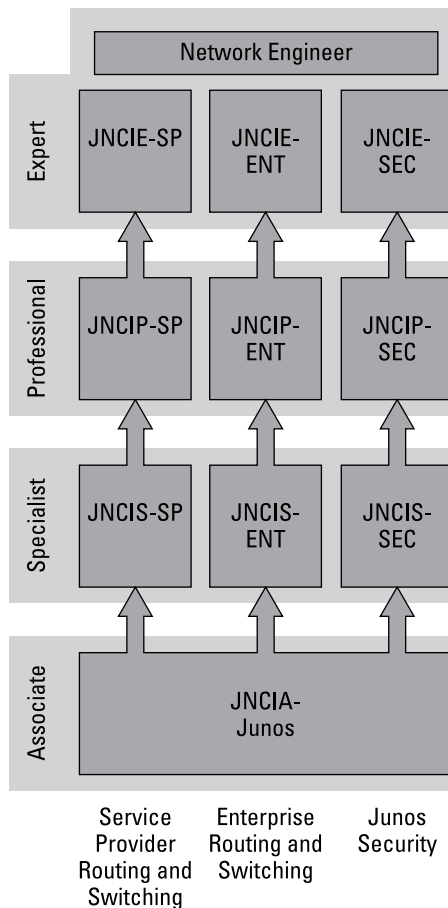 Network Engineer
Expert
JNCIE-SP
JNCIE-
ENT
JNCIE-
SEC
Professional
JNCIP-SP
JNCIP-
ENT
JNCIP-
SEC
Specialist
JNCIS-SP
JNCIS-
ENT
JNCIS-
SEC
Associate
JNCIA-
Junos
Service
Provider
Routing and
Switching
Enterprise
Routing and
Switching
Junos
Security